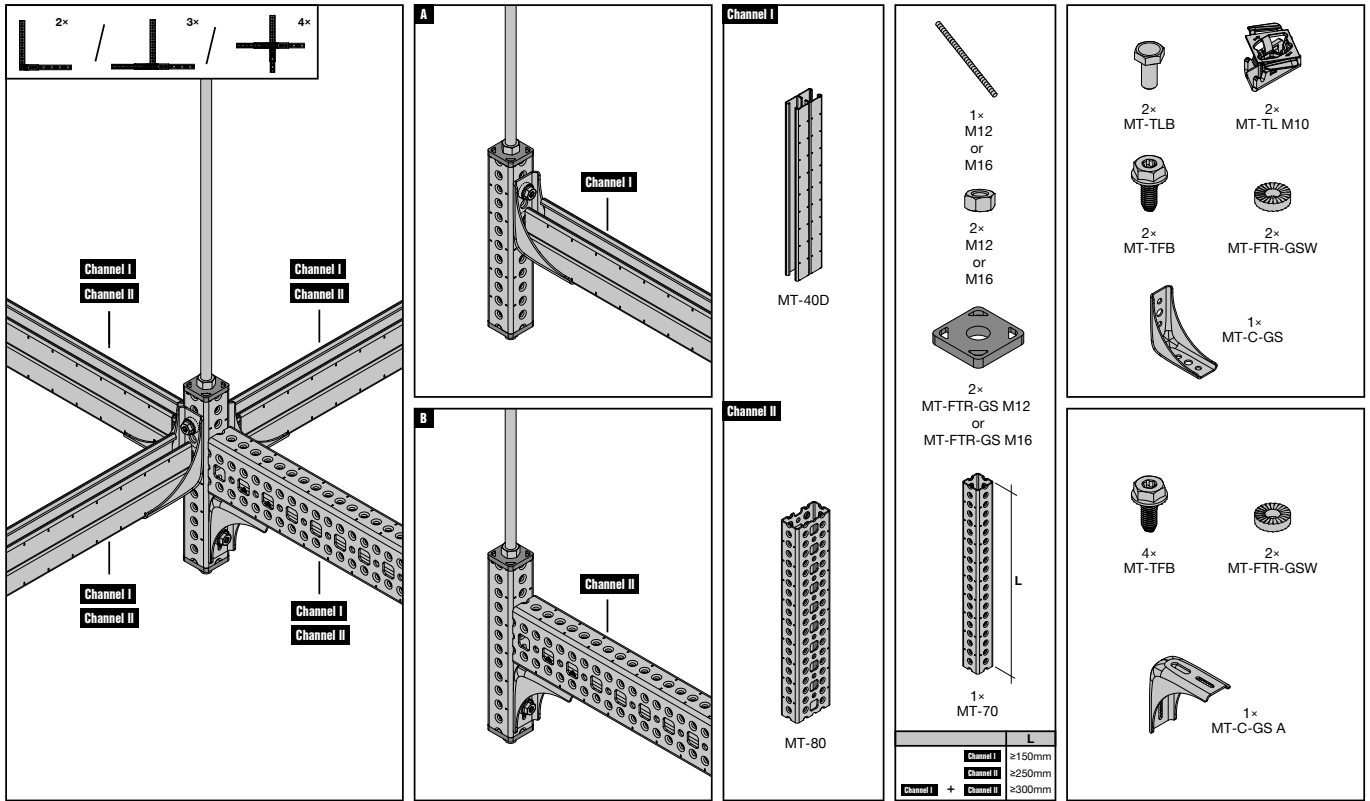 2×
3×
4×
Channel I
Channel II
Channel I
Channel II
Channel I
Channel II
Channel I
Channel II
A
Channel I
B
Channel II
Channel I
MT-40D
Channel II
MT-80
1×
M12
or
M16
2×
M12
or
M16
2×
MT-FTR-GS M12
or
MT-FTR-GS M16
L
1×
MT-70
L
Channel I ≥150mm
Channel II ≥250mm
Channel I + Channel II ≥300mm
2×
MT-TLB
2×
MT-TL M10
2×
MT-TFB
2×
MT-FTR-GSW
1×
MT-C-GS
4×
MT-TFB
2×
MT-FTR-GSW
1×
MT-C-GS A